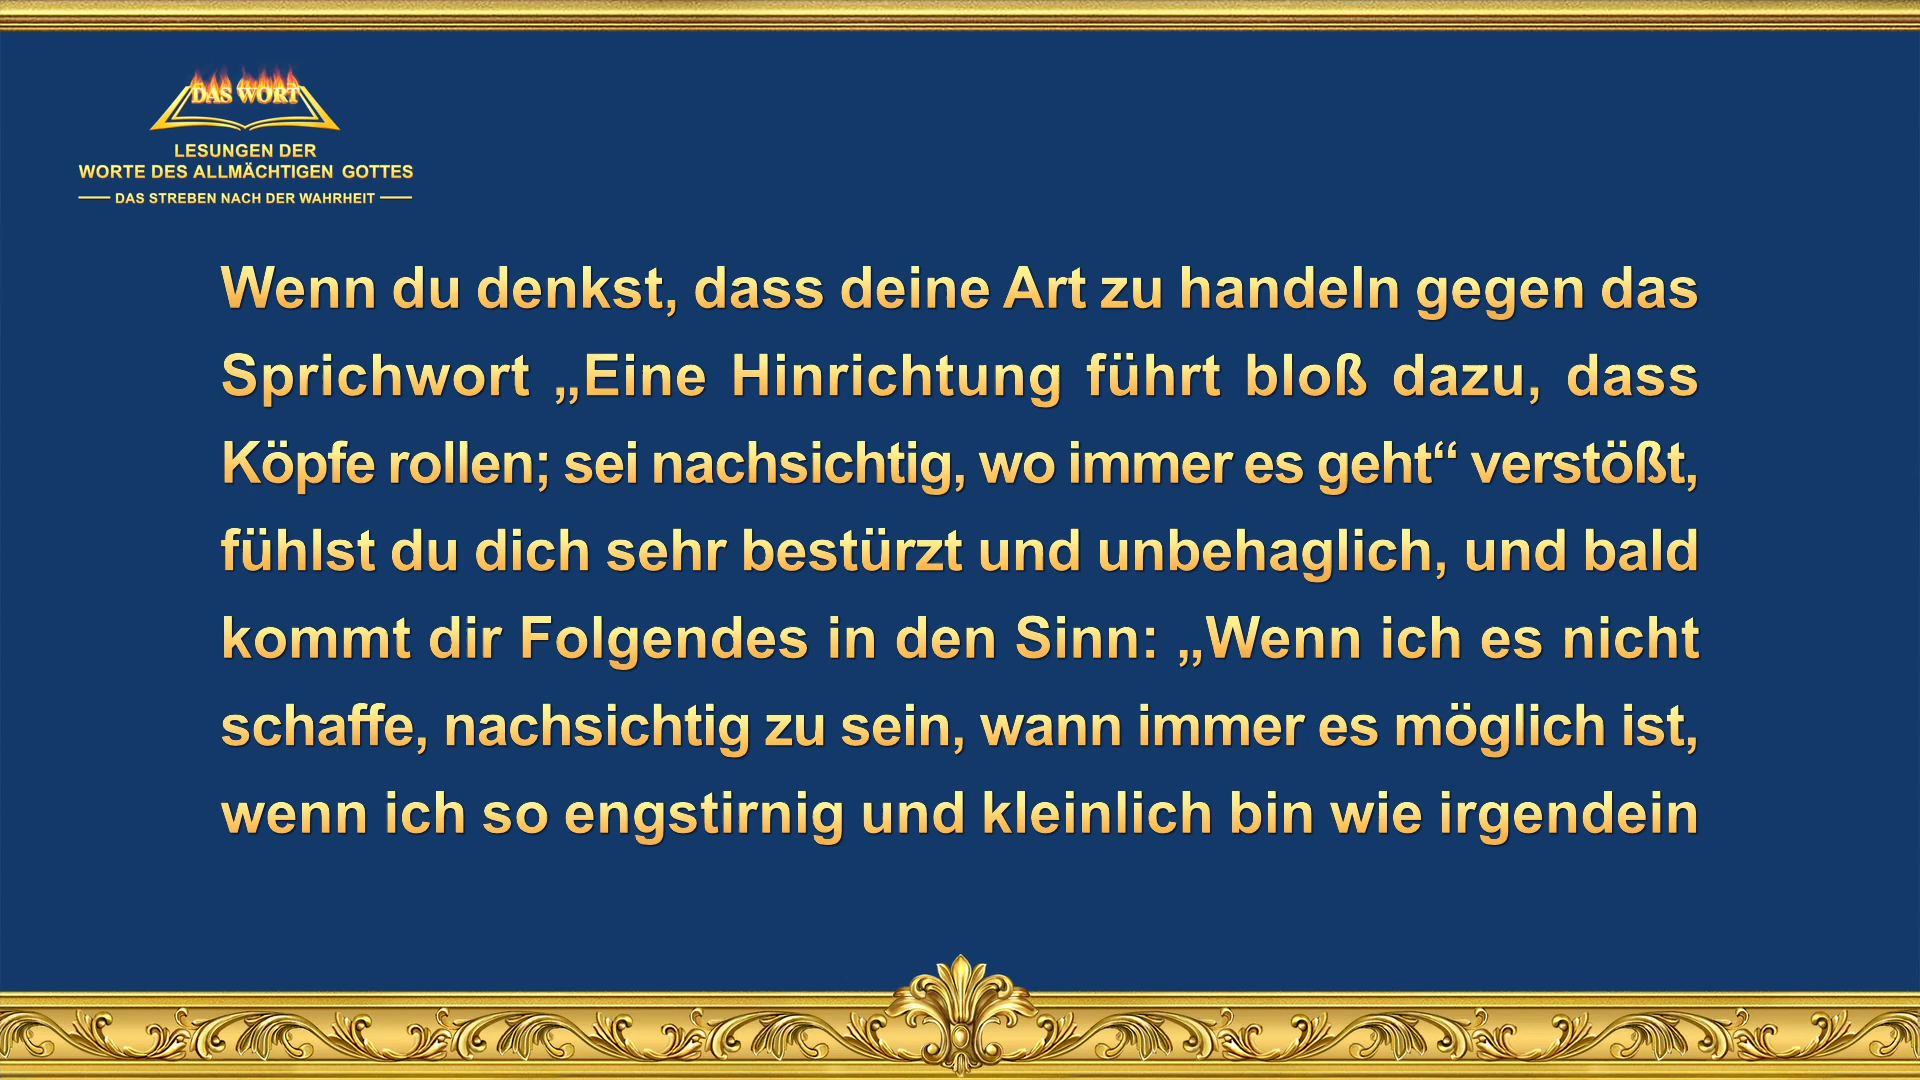 DAS WORT
LESUNGEN DER
WORTE DES ALLMÄCHTIGEN GOTTES
DAS STREBEN NACH DER WAHRHEIT
Wenn du denkst, dass deine Art zu handeln gegen das
Sprichwort „Eine Hinrichtung führt bloß dazu, dass
Köpfe rollen; sei nachsichtig, wo immer es geht“ verstößt,
fühlst du dich sehr bestürzt und unbehaglich, und bald
kommt dir Folgendes in den Sinn: „Wenn ich es nicht
schaffe, nachsichtig zu sein, wann immer es möglich ist,
wenn ich so engstirnig und kleinlich bin wie irgendein